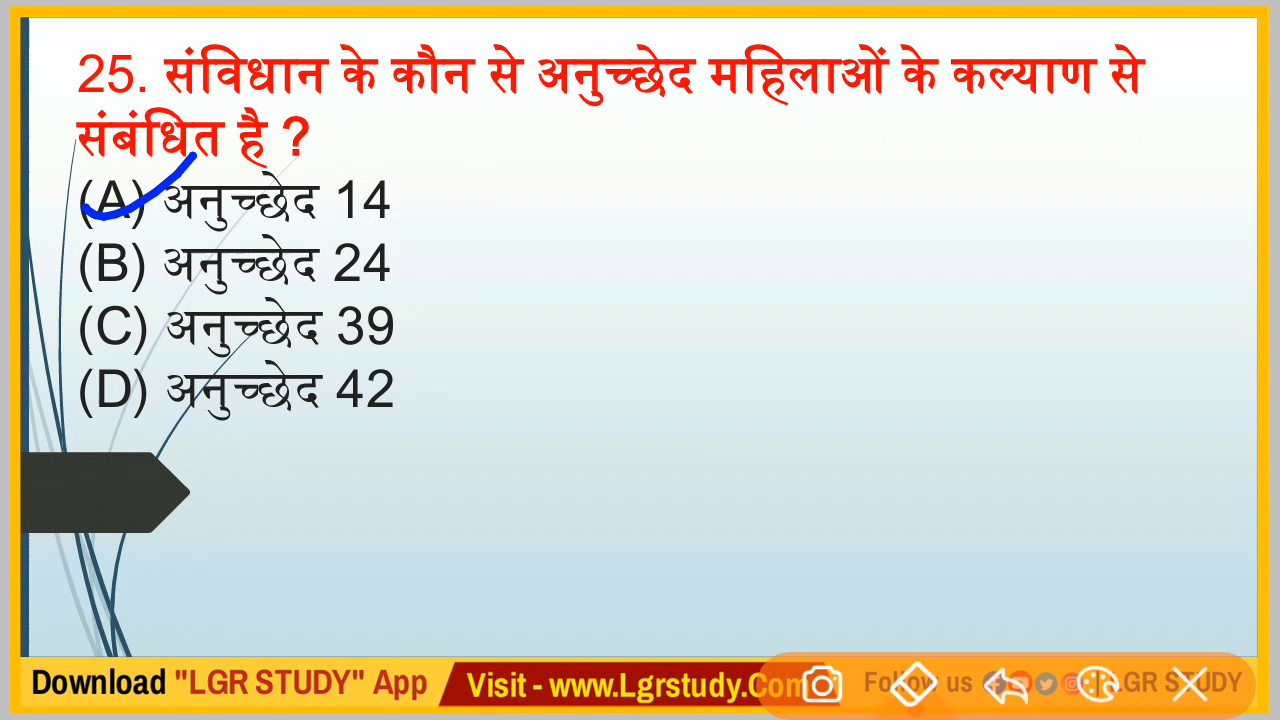 25. संविधान के कौन से अनुच्छेद महिलाओं के कल्याण से
संबंधित है ?
(A) अनुच्छेद 14
(B) अनुच्छेद 24
(C) अनुच्छेद 39
(D) अनुच्छेद 42
Download "LGR STUDY" App
Visit - www.Lgrstudy.Com
Follow us
LGR STUDY